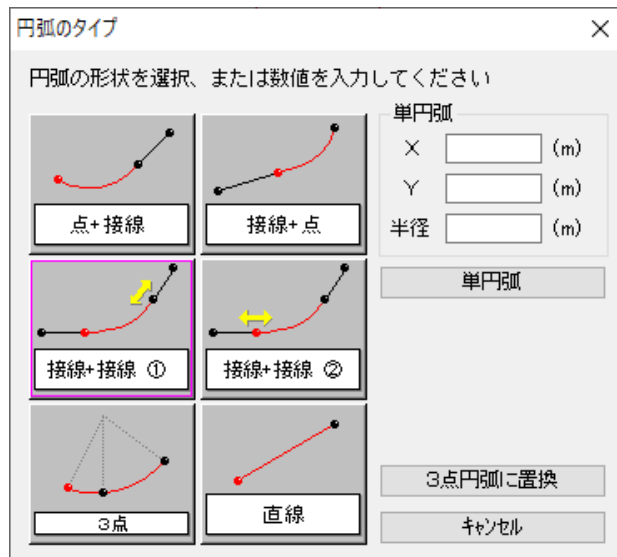 円弧のタイプ
円弧の形状を選択、または数値を入力してください
点+接線
接線+点
接線+接線 ①
接線+接線 ②
3点
直線
単円弧
X (m)
Y (m)
半径 (m)
単円弧
3点円弧に置換
ｷｬﾝｾﾙ